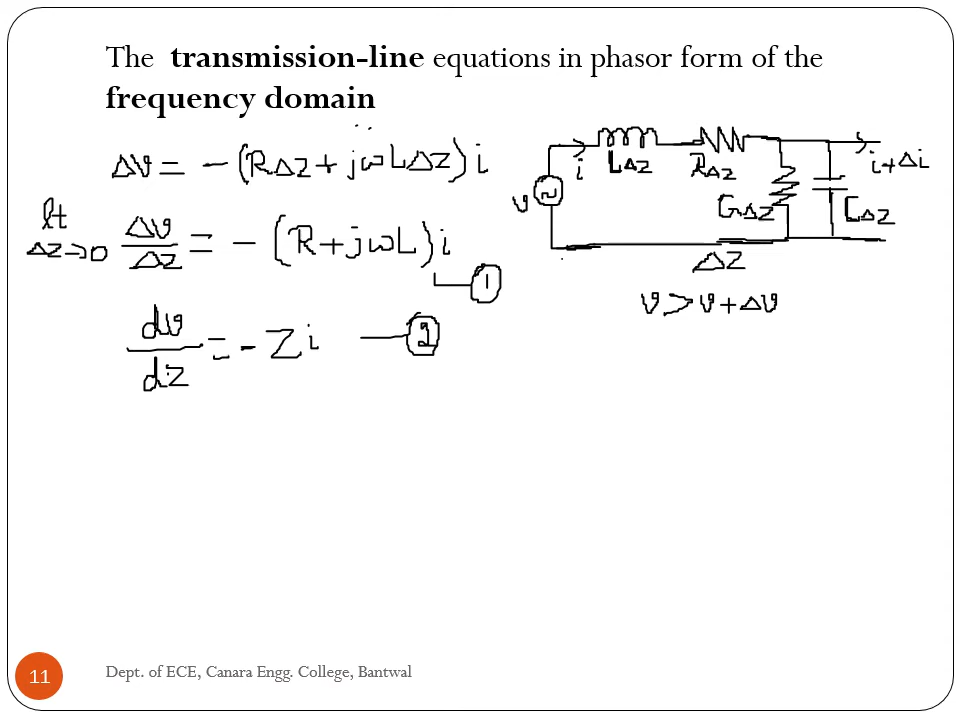 The transmission-line equations in phasor form of the
frequency domain
Δv = - (RΔz + jωLΔz) i
lt Δz→0 Δv/Δz = - (R + jωL) i — ①
dv/dz = - Z i — ②
i LΔz RΔz i+Δi
v GΔz CΔz
Δz
v > v + Δv
11 Dept. of ECE, Canara Engg. College, Bantwal